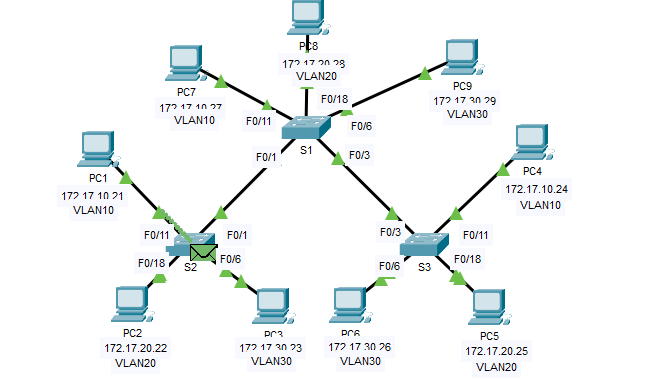 PC8
172.17.20.28
VLAN20
PC7
172.17.10.27
VLAN10
PC9
172.17.30.29
VLAN30
F0/18
F0/11
F0/6
S1
F0/1
F0/3
PC1
172.17.10.21
VLAN10
PC4
172.17.10.24
VLAN10
F0/11
F0/1
F0/18
F0/6
S2
F0/3
F0/11
F0/6
F0/18
S3
PC2
172.17.20.22
VLAN20
PC3
172.17.30.23
VLAN30
PC6
172.17.30.26
VLAN30
PC5
172.17.20.25
VLAN20